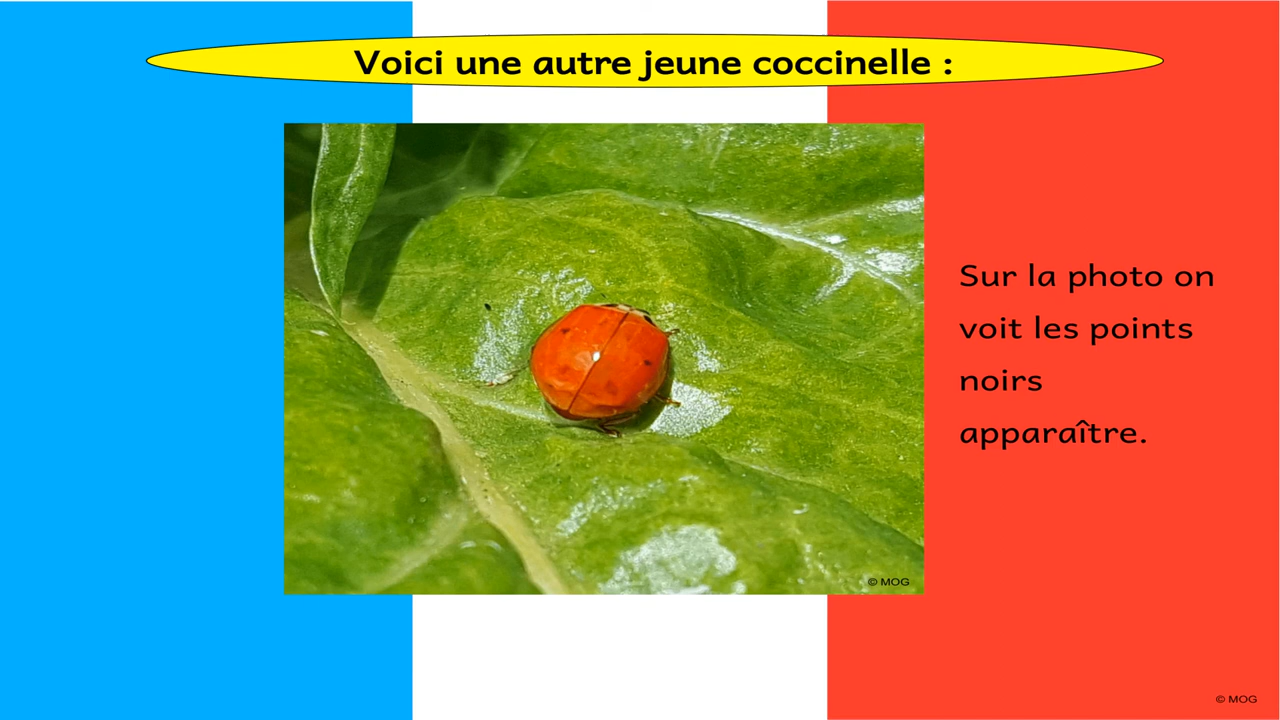 Voici une autre jeune coccinelle :
Sur la photo on
voit les points
noirs
apparaître.
© MOG
© MOG